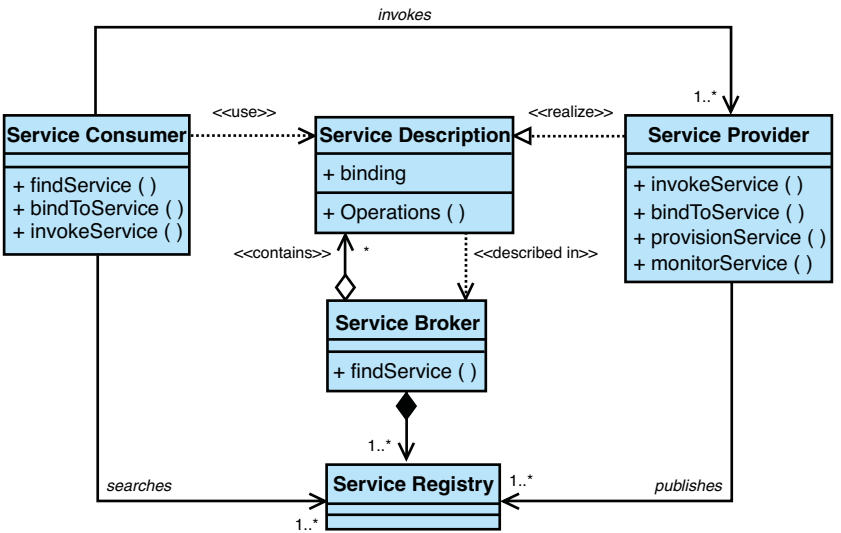 invokes
1..*
<<use>>
<<realize>>
Service Consumer
+ findService ( )
+ bindToService ( )
+ invokeService ( )
Service Description
+ binding
+ Operations ( )
Service Provider
+ invokeService ( )
+ bindToService ( )
+ provisionService ( )
+ monitorService ( )
<<contains>>
*
<<described in>>
Service Broker
+ findService ( )
1..*
searches
1..*
Service Registry
1..*
publishes